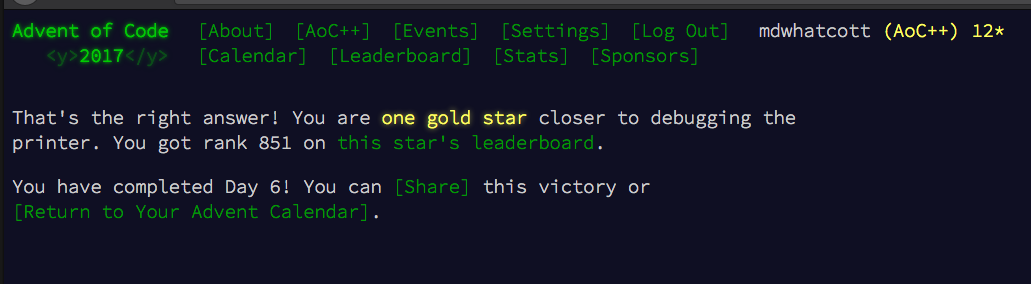 Advent of Code [About] [AoC++] [Events] [Settings] [Log Out] mdwhatcott (AoC++) 12*
<y>2017</y> [Calendar] [Leaderboard] [Stats] [Sponsors]
That's the right answer! You are one gold star closer to debugging the
printer. You got rank 851 on this star's leaderboard.
You have completed Day 6! You can [Share] this victory or
[Return to Your Advent Calendar].